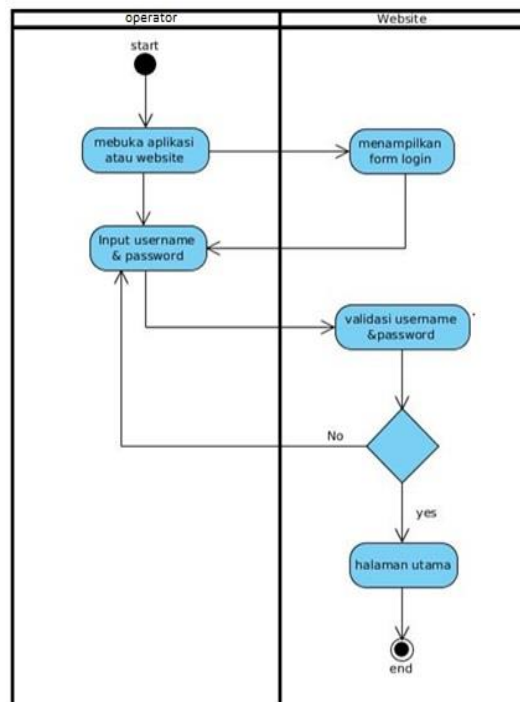 operator
Website
start
mebuka aplikasi
atau website
menampilkan
form login
Input username
& password
validasi username
&password
No
yes
halaman utama
end